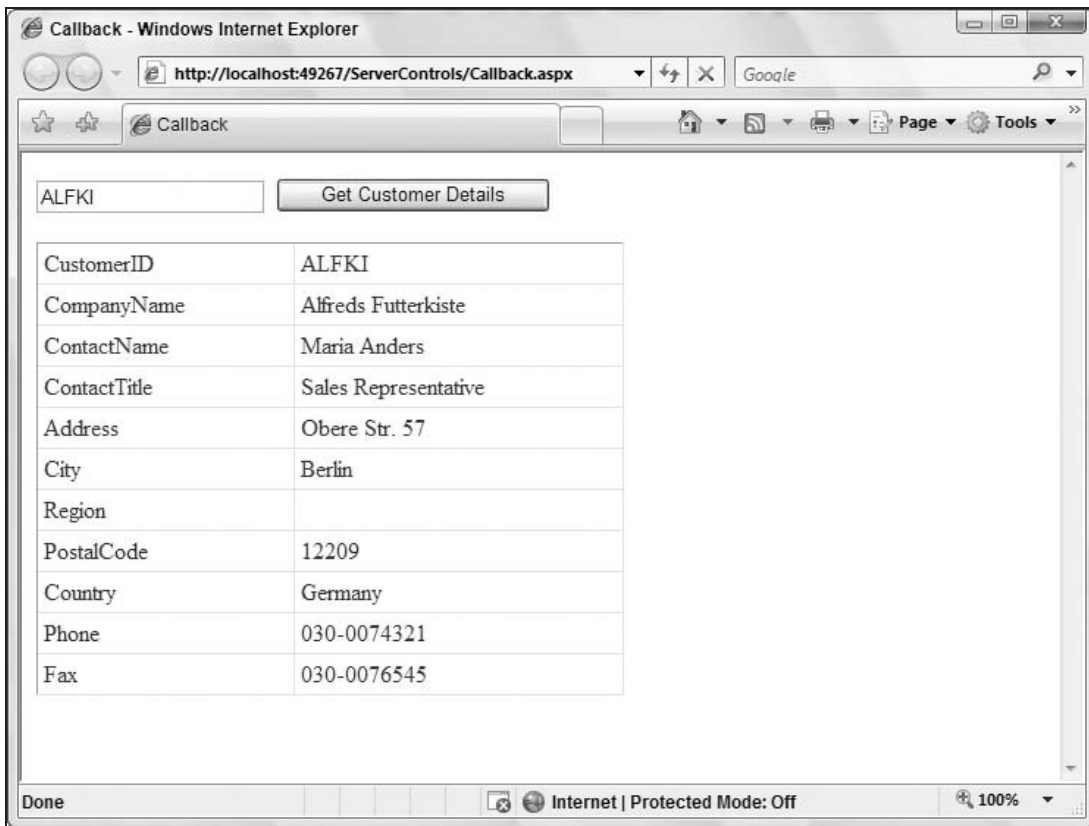 Callback - Windows Internet Explorer
http://localhost:49267/ServerControls/Callback.aspx Google
Callback Page Tools »
ALFKI Get Customer Details
CustomerID ALFKI
CompanyName Alfreds Futterkiste
ContactName Maria Anders
ContactTitle Sales Representative
Address Obere Str. 57
City Berlin
Region
PostalCode 12209
Country Germany
Phone 030-0074321
Fax 030-0076545
Done Internet | Protected Mode: Off 100%